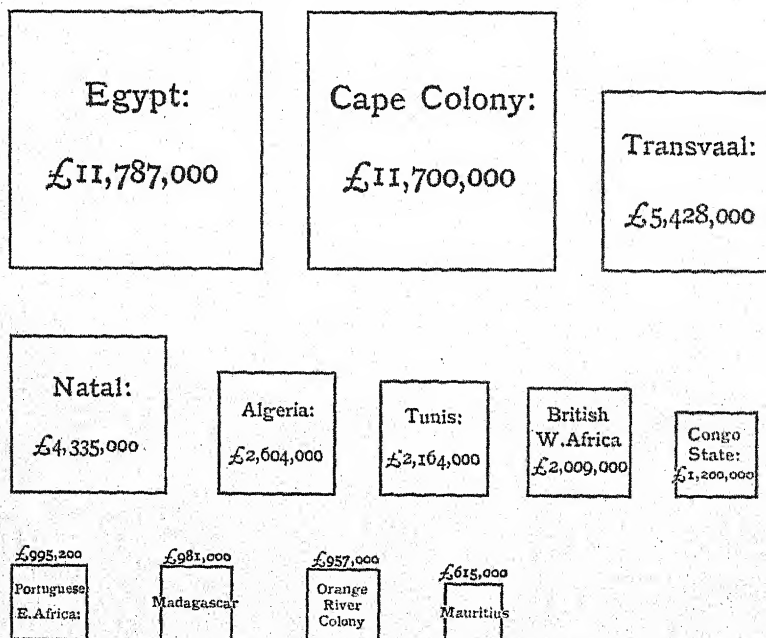 Egypt:
£11,787,000
Cape Colony:
£11,700,000
Transvaal:
£5,428,000
Natal:
£4,335,000
Algeria:
£2,604,000
Tunis:
£2,164,000
British
W.Africa
£2,009,000
Congo
State:
£1,200,000
£995,200
Portuguese
E.Africa:
£981,000
Madagascar
£957,000
Orange
River
Colony
£615,000
Mauritius